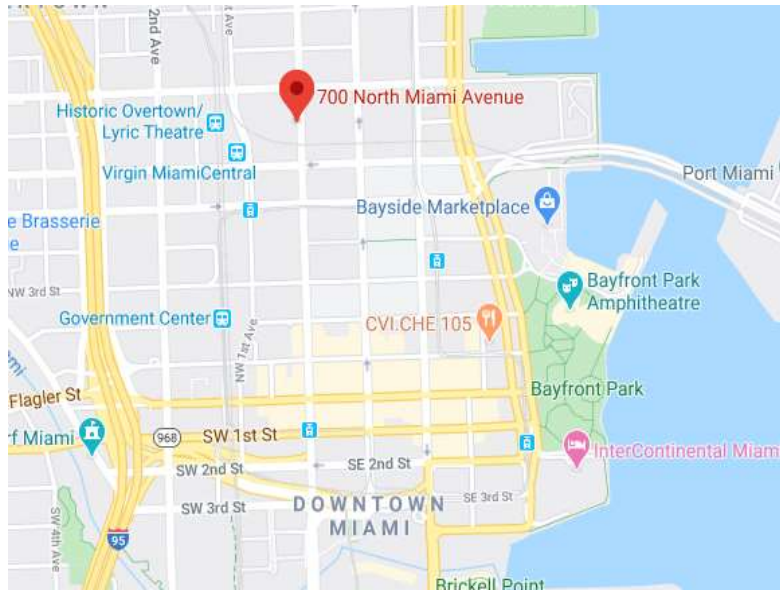 2nd Ave
st Ave
700 North Miami Avenue
Historic Overtown/
Lyric Theatre
Virgin MiamiCentral
Port Miami
Bayside Marketplace
e Brasserie
e
NW 3rd St
Bayfront Park
Amphitheatre
Government Center
CVI.CHE 105
NW 1st Ave
Flagler St
Bayfront Park
rf Miami
968
SW 1st St
InterContinental Miam
SW 2nd St
SE 2nd St
SW 3rd St
SE 3rd St
DOWNTOWN
MIAMI
SW 4th Ave
95
Brickell Point